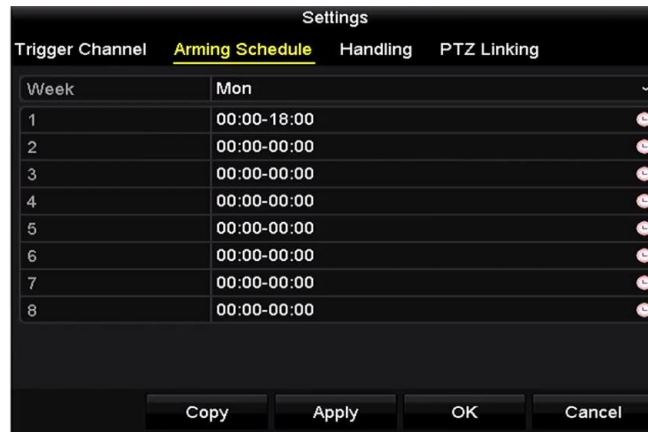 Settings
Trigger Channel Arming Schedule Handling PTZ Linking
Week Mon
1 00:00-18:00
2 00:00-00:00
3 00:00-00:00
4 00:00-00:00
5 00:00-00:00
6 00:00-00:00
7 00:00-00:00
8 00:00-00:00
Copy Apply OK Cancel